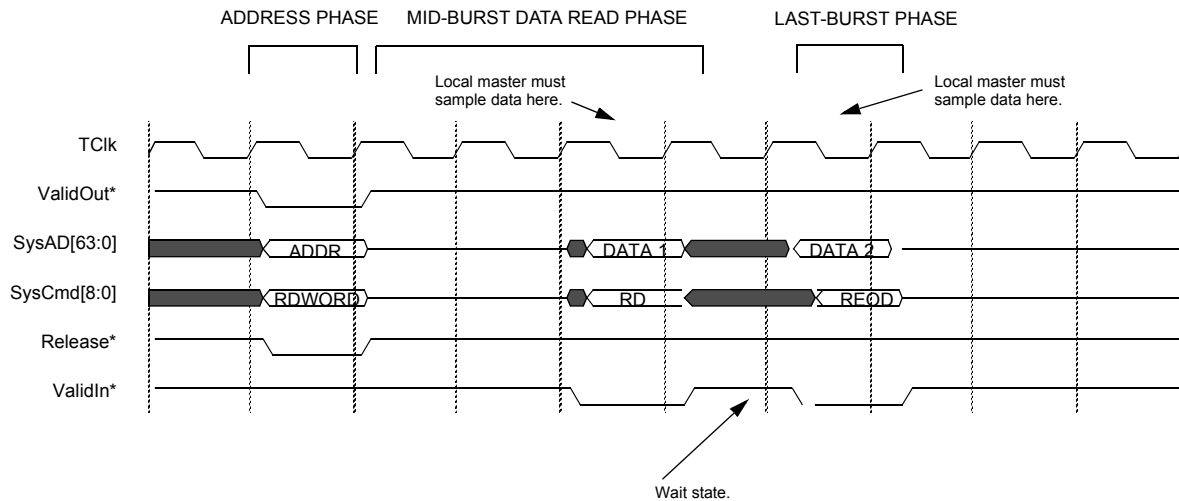 ADDRESS PHASE MID-BURST DATA READ PHASE LAST-BURST PHASE
Local master must
sample data here.
Local master must
sample data here.
TClk
ValidOut*
SysAD[63:0] ADDR DATA 1 DATA 2
SysCmd[8:0] RDWORD RD REOD
Release*
ValidIn*
Wait state.